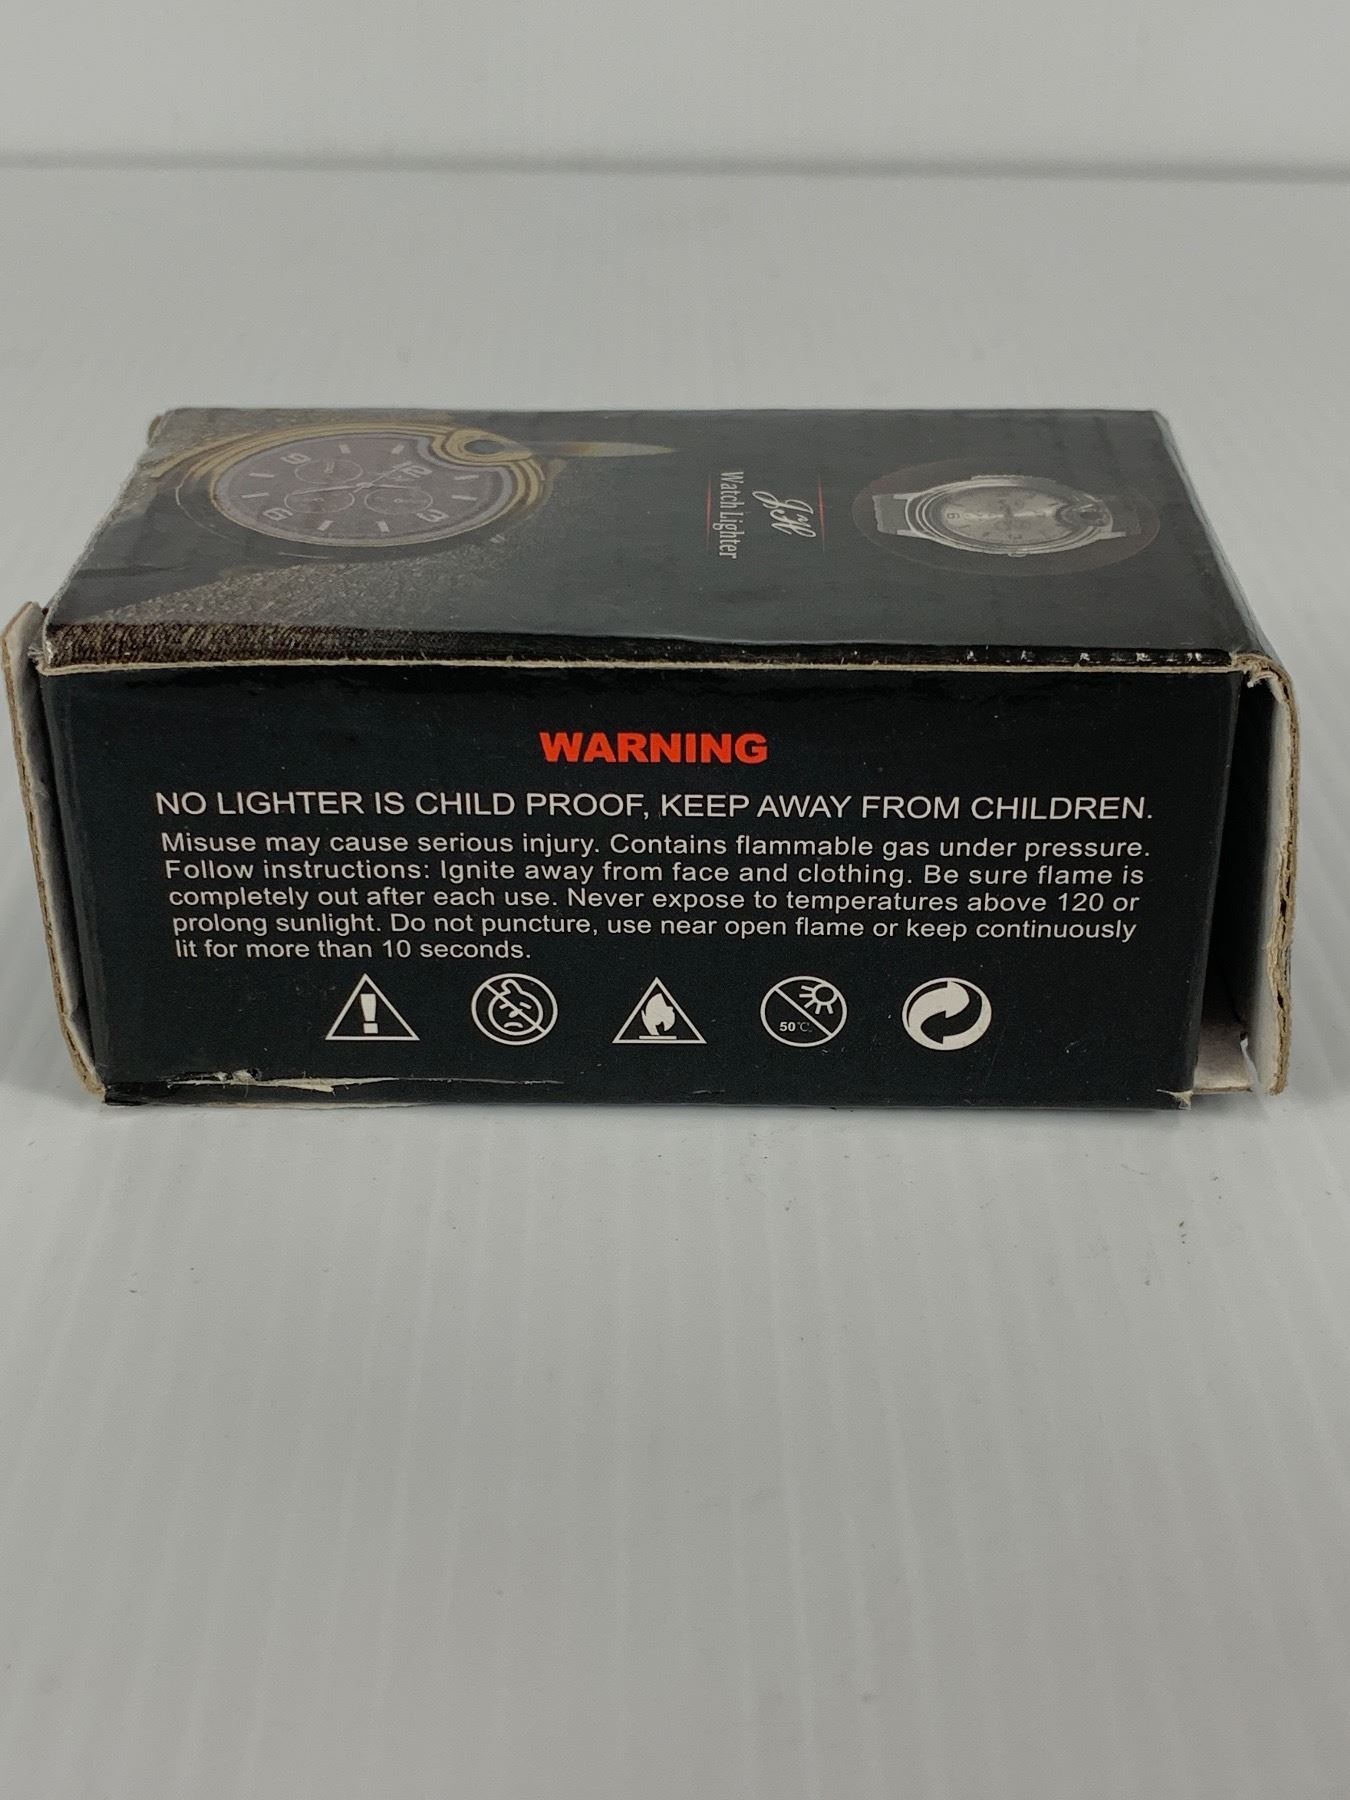 JH
Watch Lighter
WARNING
NO LIGHTER IS CHILD PROOF, KEEP AWAY FROM CHILDREN.
Misuse may cause serious injury. Contains flammable gas under pressure.
Follow instructions: Ignite away from face and clothing. Be sure flame is
completely out after each use. Never expose to temperatures above 120 or
prolong sunlight. Do not puncture, use near open flame or keep continuously
lit for more than 10 seconds.
50°C